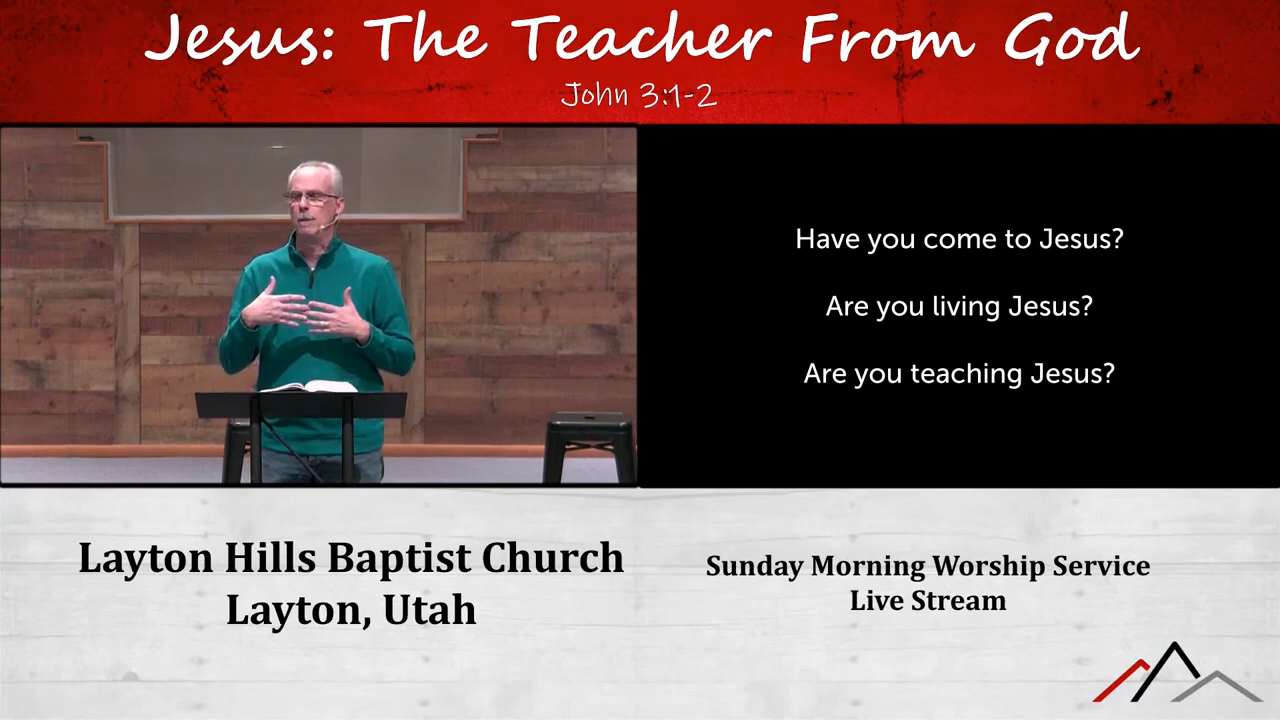 Jesus: The Teacher From God
John 3:1-2
Have you come to Jesus?
Are you living Jesus?
Are you teaching Jesus?
Layton Hills Baptist Church
Layton, Utah
Sunday Morning Worship Service
Live Stream